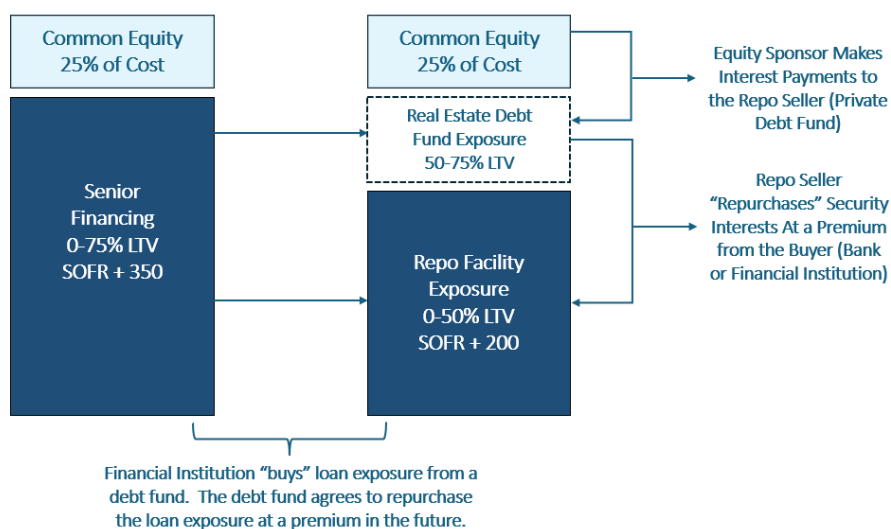 Common Equity
25% of Cost
Senior
Financing
0-75% LTV
SOFR + 350
Common Equity
25% of Cost
Real Estate Debt
Fund Exposure
50-75% LTV
Repo Facility
Exposure
0-50% LTV
SOFR + 200
Equity Sponsor Makes
Interest Payments to
the Repo Seller (Private
Debt Fund)
Repo Seller
“Repurchases” Security
Interests At a Premium
from the Buyer (Bank
or Financial Institution)
Financial Institution “buys” loan exposure from a
debt fund.  The debt fund agrees to repurchase
the loan exposure at a premium in the future.